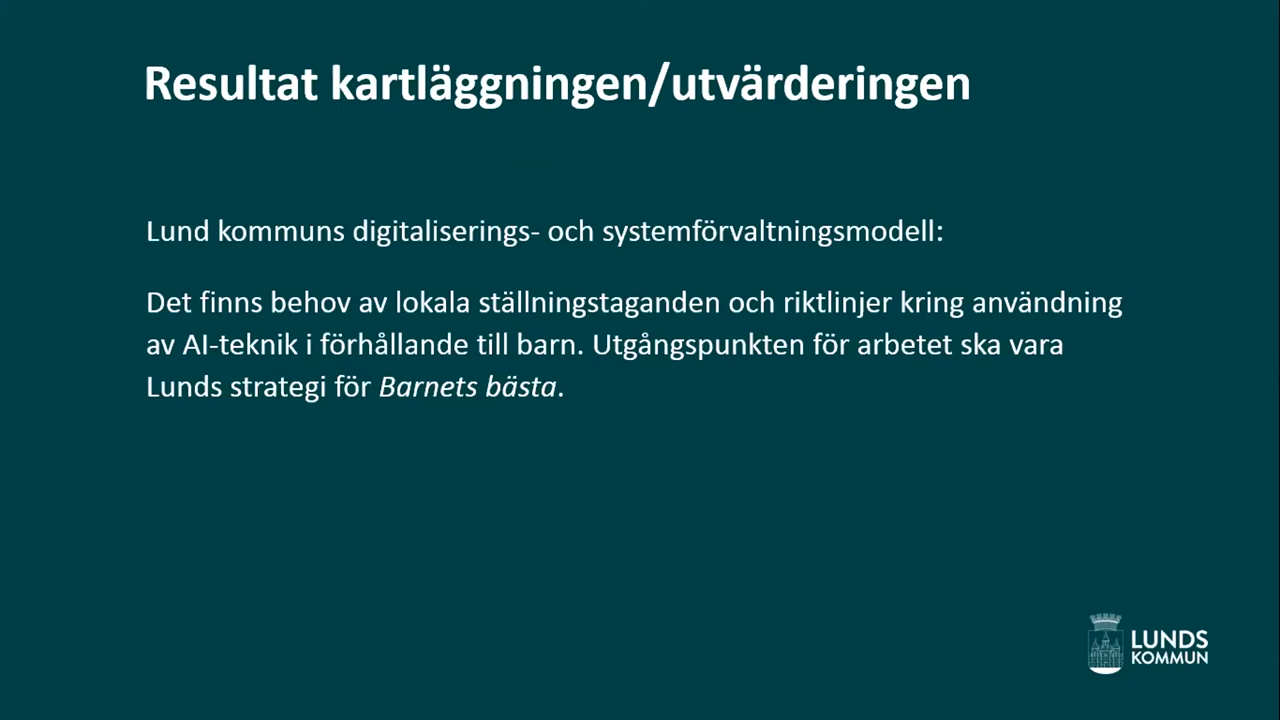 Resultat kartläggningen/utvärderingen
Lund kommuns digitaliserings- och systemförvaltningsmodell:
Det finns behov av lokala ställningstaganden och riktlinjer kring användning
av AI-teknik i förhållande till barn. Utgångspunkten för arbetet ska vara
Lunds strategi för Barnets bästa.
LUNDS
KOMMUN